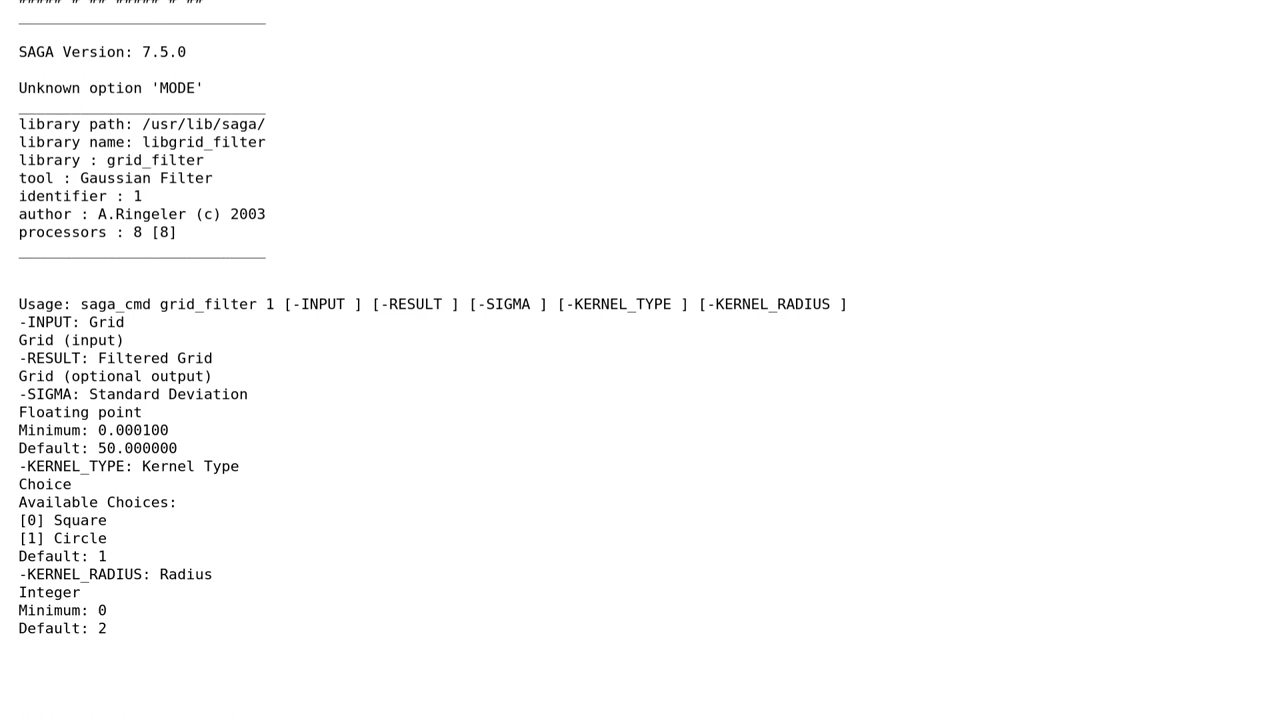 _____________________________
SAGA Version: 7.5.0
Unknown option 'MODE'
_____________________________
library path: /usr/lib/saga/
library name: libgrid_filter
library : grid_filter
tool : Gaussian Filter
identifier : 1
author : A.Ringeler (c) 2003
processors : 8 [8]
_____________________________
Usage: saga_cmd grid_filter 1 [-INPUT ] [-RESULT ] [-SIGMA ] [-KERNEL_TYPE ] [-KERNEL_RADIUS ]
-INPUT: Grid
Grid (input)
-RESULT: Filtered Grid
Grid (optional output)
-SIGMA: Standard Deviation
Floating point
Minimum: 0.000100
Default: 50.000000
-KERNEL_TYPE: Kernel Type
Choice
Available Choices:
[0] Square
[1] Circle
Default: 1
-KERNEL_RADIUS: Radius
Integer
Minimum: 0
Default: 2